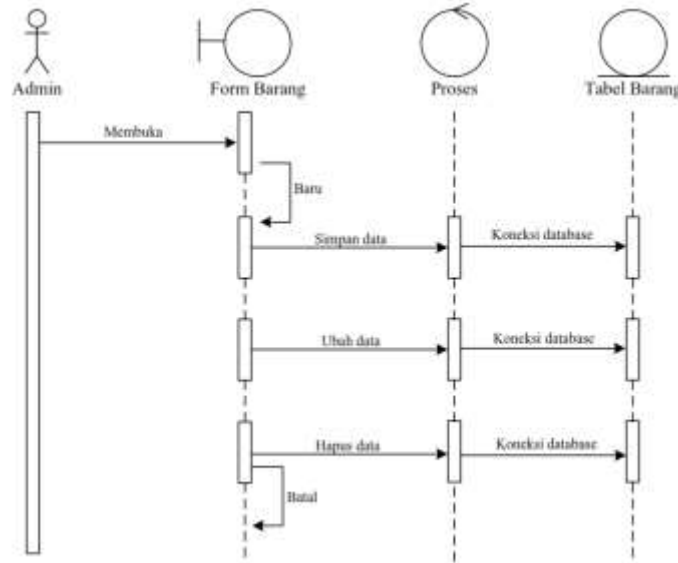 Admin
Form Barang
Proses
Tabel Barang
Membuka
Baru
Simpan data
Koneksi database
Ubah data
Koneksi database
Hapus data
Koneksi database
Batal